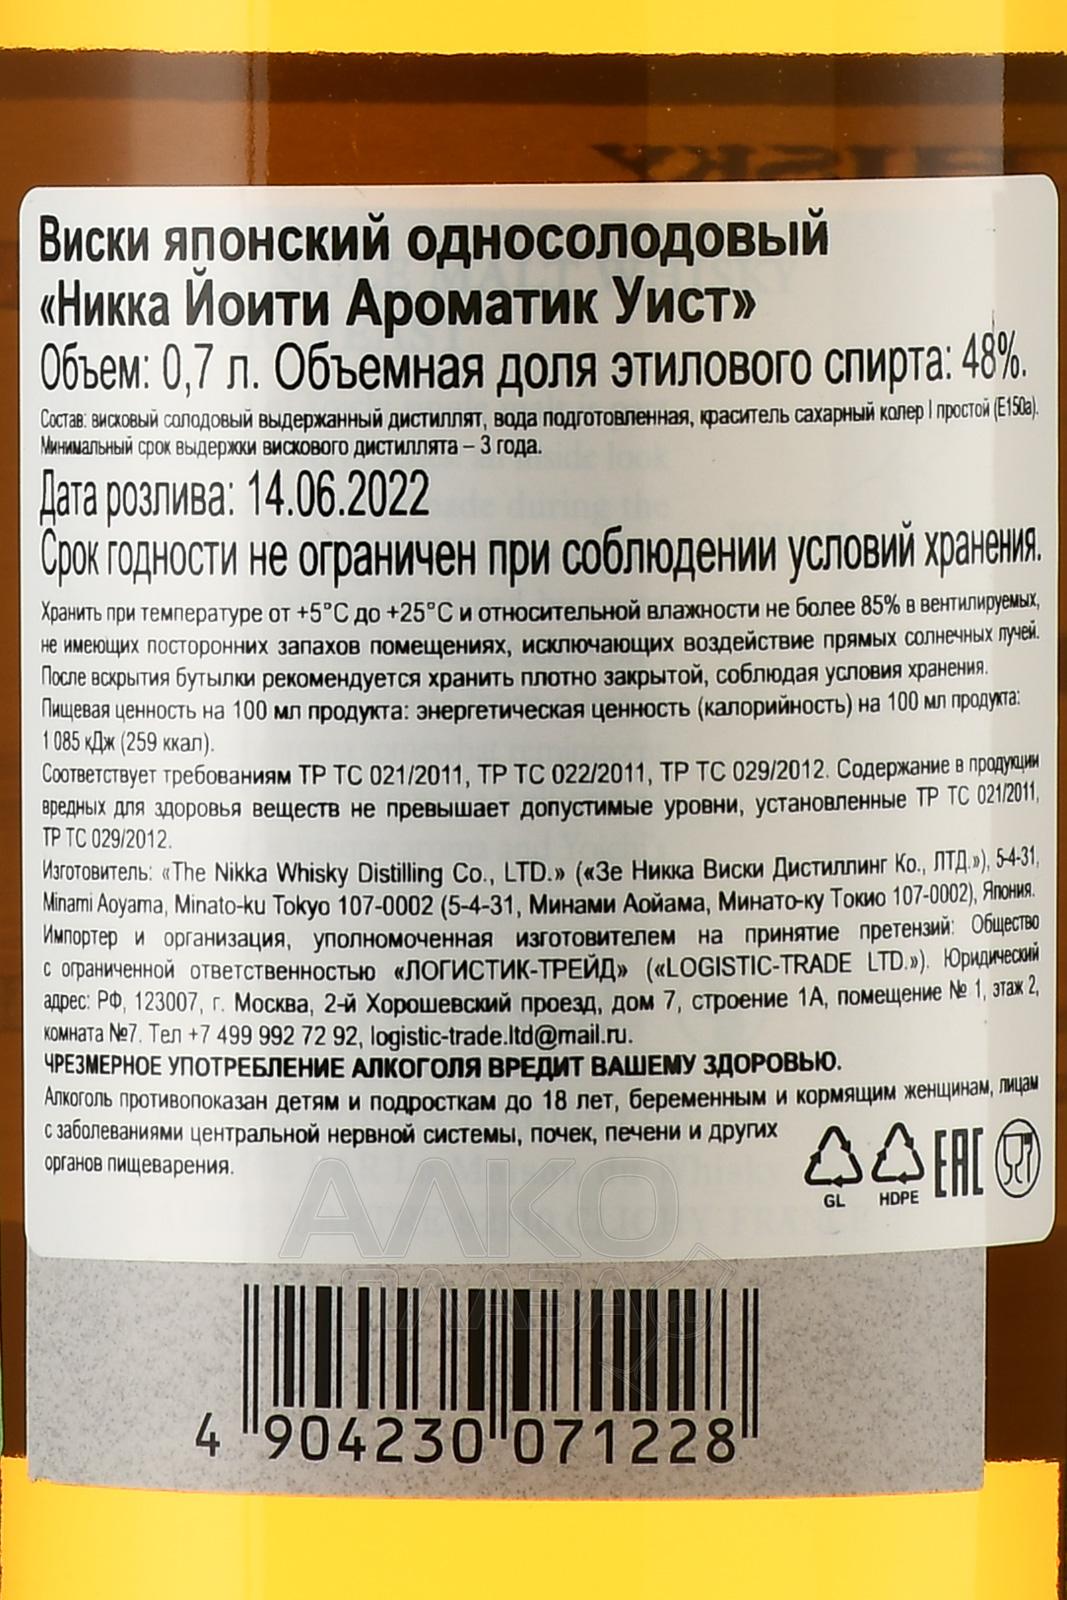 WHISKY
Виски японский односолодовый
«Никка Йоити Ароматик Уист»
Объем: 0,7 л. Объемная доля этилового спирта: 48%.
Состав: висковый солодовый выдержанный дистиллят, вода подготовленная, краситель сахарный колер I простой (Е150а).
Минимальный срок выдержки вискового дистиллята – 3 года.
Дата розлива: 14.06.2022
Срок годности не ограничен при соблюдении условий хранения.
Хранить при температуре от +5°С до +25°С и относительной влажности не более 85% в вентилируемых,
не имеющих посторонних запахов помещениях, исключающих воздействие прямых солнечных лучей.
После вскрытия бутылки рекомендуется хранить плотно закрытой, соблюдая условия хранения.
Пищевая ценность на 100 мл продукта: энергетическая ценность (калорийность) на 100 мл продукта:
1 085 кДж (259 ккал).
Соответствует требованиям ТР ТС 021/2011, ТР ТС 022/2011, ТР ТС 029/2012. Содержание в продукции
вредных для здоровья веществ не превышает допустимые уровни, установленные ТР ТС 021/2011,
ТР ТС 029/2012.
Изготовитель: «The Nikka Whisky Distilling Co., LTD.» («Зе Никка Виски Дистиллинг Ко., ЛТД.»), 5-4-31,
Minami Aoyama, Minato-ku Tokyo 107-0002 (5-4-31, Минами Аойама, Минато-ку Токио 107-0002), Япония.
Импортер и организация, уполномоченная изготовителем на принятие претензий: Общество
с ограниченной ответственностью «ЛОГИСТИК-ТРЕЙД» («LOGISTIC-TRADE LTD.»). Юридический
адрес: РФ, 123007, г. Москва, 2-й Хорошевский проезд, дом 7, строение 1А, помещение № 1, этаж 2,
комната №7. Тел +7 499 992 72 92, logistic-trade.ltd@mail.ru.
ЧРЕЗМЕРНОЕ УПОТРЕБЛЕНИЕ АЛКОГОЛЯ ВРЕДИТ ВАШЕМУ ЗДОРОВЬЮ.
Алкоголь противопоказан детям и подросткам до 18 лет, беременным и кормящим женщинам, лицам
с заболеваниями центральной нервной системы, почек, печени и других
органов пищеварения.
GL HDPE EAC
АЛКО
ПЛАЗА
4 904230 071228